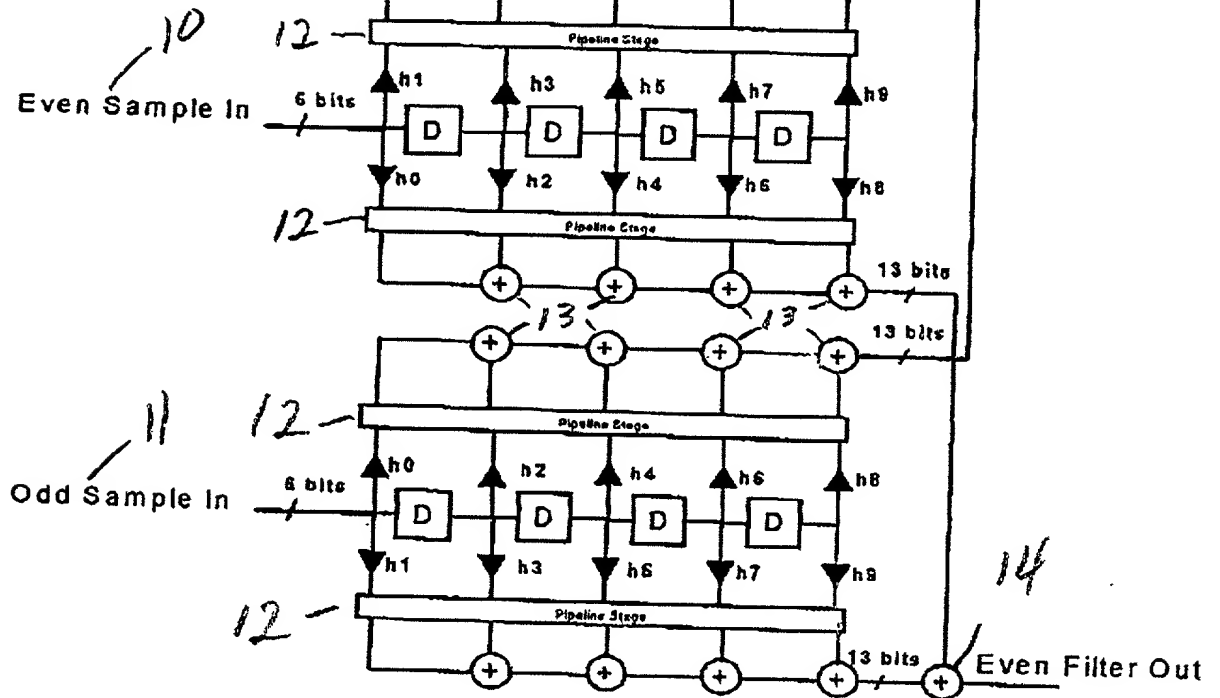 10
12
Pipeline Stage
h1 h3 h5 h7 h9
Even Sample In
6 bits
D D D D
h0 h2 h4 h6 h8
12
Pipeline Stage
13 bits
+ + + +
13 13
13 bits
+ + + +
11
12
Pipeline Stage
h0 h2 h4 h6 h8
Odd Sample In
6 bits
D D D D
h1 h3 h5 h7 h9
12
Pipeline Stage
14
13 bits
+ + + + +
Even Filter Out